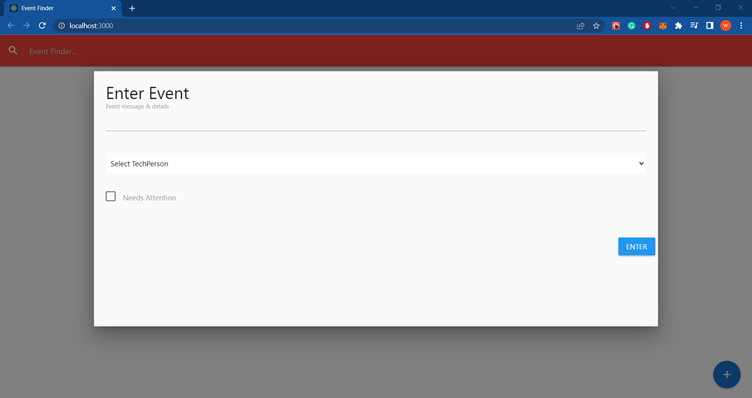 Event Finder
localhost:3000
W
Event Finder...
Enter Event
Event message & details
Select TechPerson
Needs Attention
ENTER